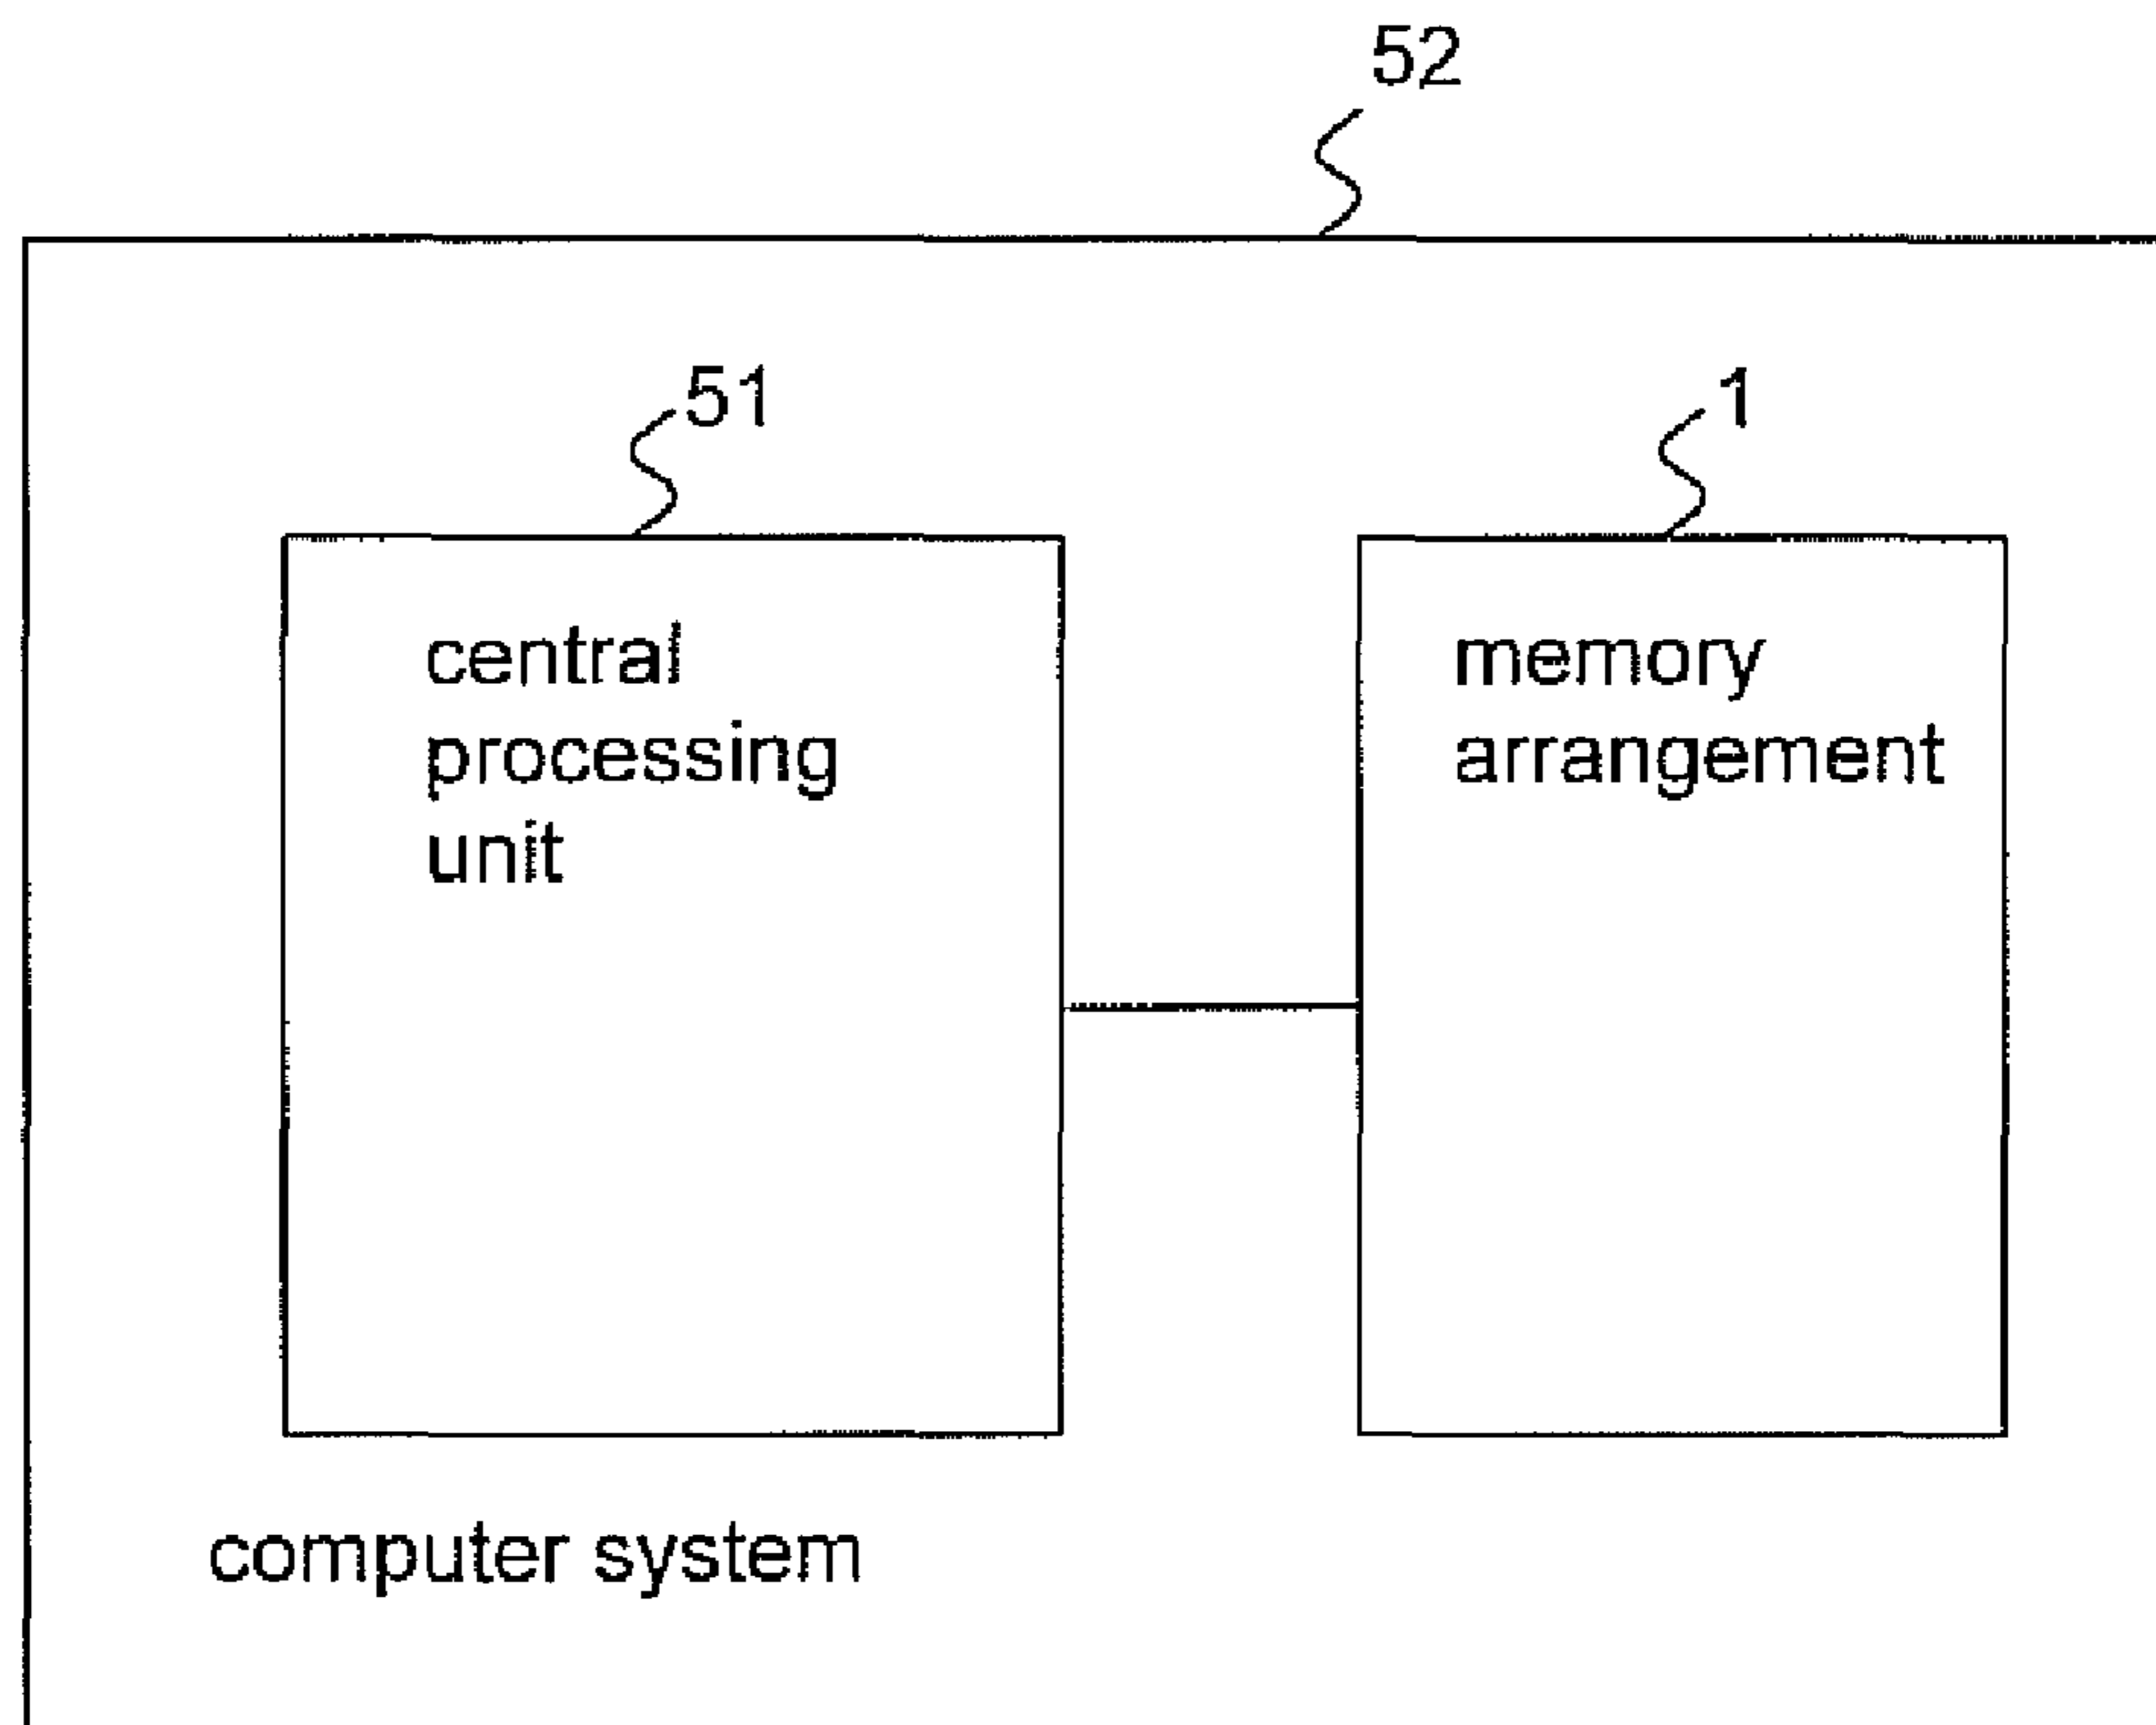 52
51
1
central
processing
unit
memory
arrangement
computer system